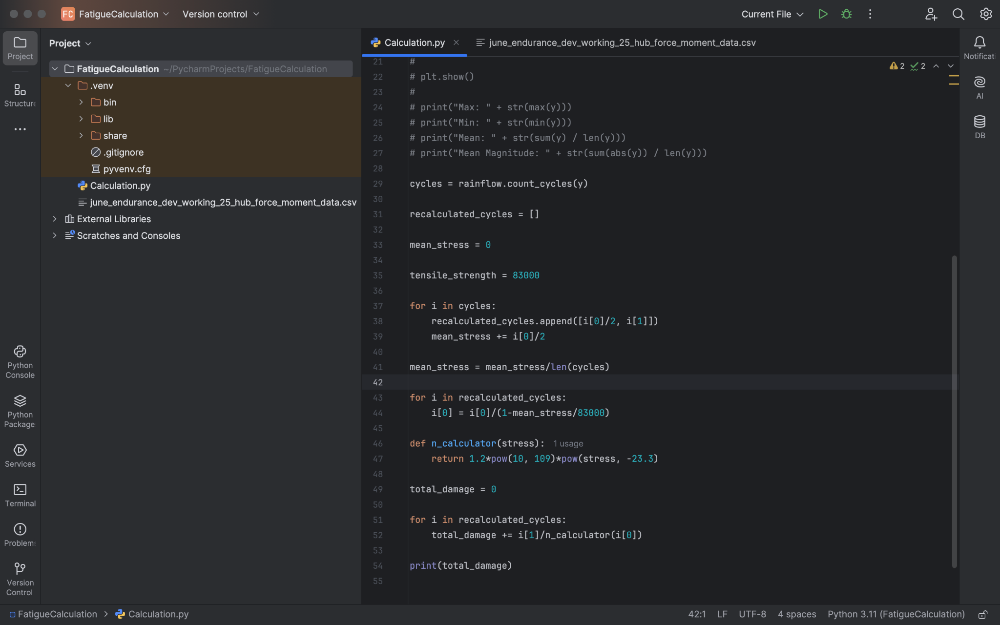 FC FatigueCalculation Version control Current File
Project
Calculation.py june_endurance_dev_working_25_hub_force_moment_data.csv
Project
Structure
FatigueCalculation ~/PycharmProjects/FatigueCalculation
.venv
bin
lib
share
.gitignore
pyvenv.cfg
Calculation.py
june_endurance_dev_working_25_hub_force_moment_data.csv
External Libraries
Scratches and Consoles
Python
Console
Python
Package
Services
Terminal
Problems
Version
Control
2 2
21 #
22 # plt.show()
23 #
24 # print("Max: " + str(max(y)))
25 # print("Min: " + str(min(y)))
26 # print("Mean: " + str(sum(y) / len(y)))
27 # print("Mean Magnitude: " + str(sum(abs(y)) / len(y)))
28
29 cycles = rainflow.count_cycles(y)
30
31 recalculated_cycles = []
32
33 mean_stress = 0
34
35 tensile_strength = 83000
36
37 for i in cycles:
38 recalculated_cycles.append([i[0]/2, i[1]])
39 mean_stress += i[0]/2
40
41 mean_stress = mean_stress/len(cycles)
42
43 for i in recalculated_cycles:
44 i[0] = i[0]/(1-mean_stress/83000)
45
46 def n_calculator(stress): 1 usage
47 return 1.2*pow(10, 109)*pow(stress, -23.3)
48
49 total_damage = 0
50
51 for i in recalculated_cycles:
52 total_damage += i[1]/n_calculator(i[0])
53
54 print(total_damage)
55
Notificati
AI
DB
FatigueCalculation > Calculation.py 42:1 LF UTF-8 4 spaces Python 3.11 (FatigueCalculation)